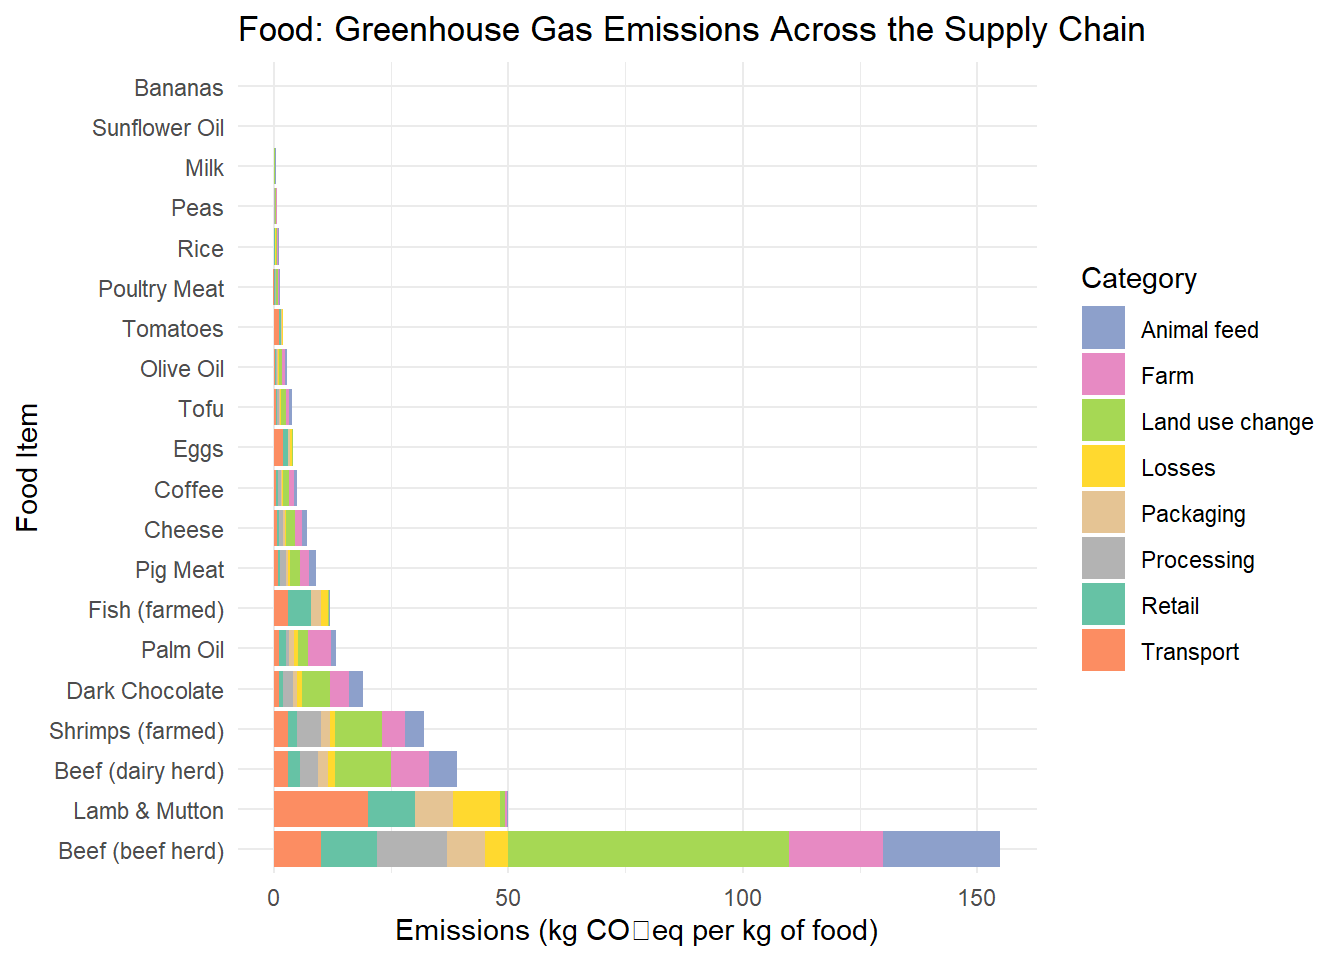 Food: Greenhouse Gas Emissions Across the Supply Chain
Food Item
Bananas
Sunflower Oil
Milk
Peas
Rice
Poultry Meat
Tomatoes
Olive Oil
Tofu
Eggs
Coffee
Cheese
Pig Meat
Fish (farmed)
Palm Oil
Dark Chocolate
Shrimps (farmed)
Beef (dairy herd)
Lamb & Mutton
Beef (beef herd)
0 50 100 150
Emissions (kg CO□eq per kg of food)
Category
Animal feed
Farm
Land use change
Losses
Packaging
Processing
Retail
Transport